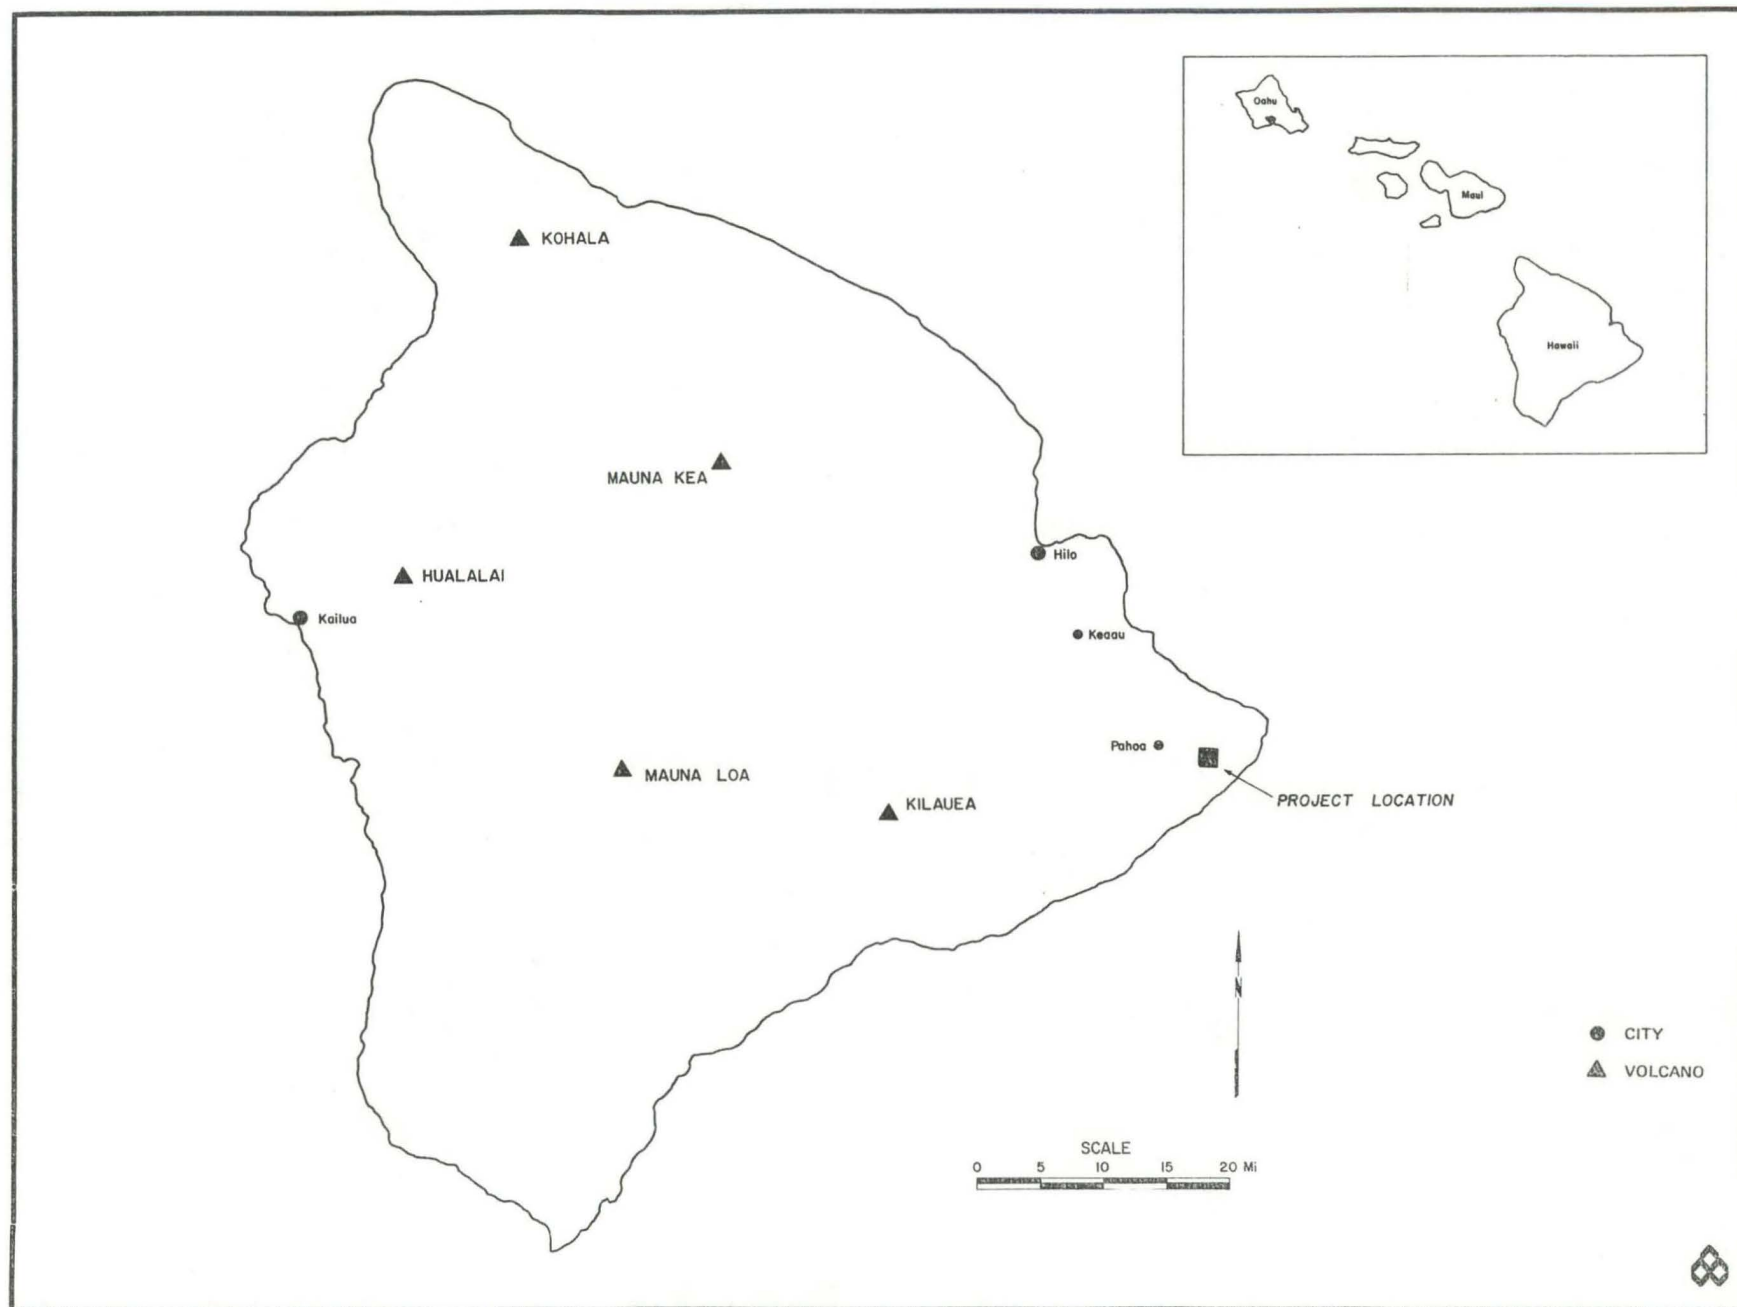 Oahu
Maui
Hawaii
KOHALA
MAUNA KEA
Hilo
HUALALAI
Kailua
Keaau
Pahoa
MAUNA LOA
KILAUEA
PROJECT LOCATION
N
CITY
VOLCANO
SCALE
0 5 10 15 20 Mi